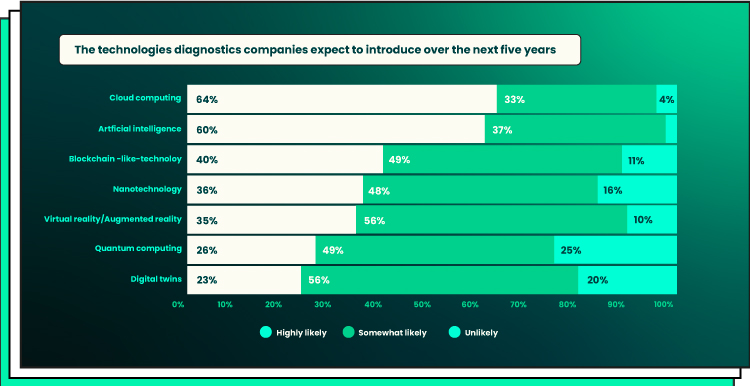 The technologies diagnostics companies expect to introduce over the next five years
Cloud computing 64% 33% 4%
Artficial intelligence 60% 37%
Blockchain -like-technoloy 40% 49% 11%
Nanotechnology 36% 48% 16%
Virtual reality/Augmented reality 35% 56% 10%
Quantum computing 26% 49% 25%
Digital twins 23% 56% 20%
0% 10% 20% 30% 40% 50% 60% 70% 80% 90% 100%
Highly likely Somewhat likely Unlikely